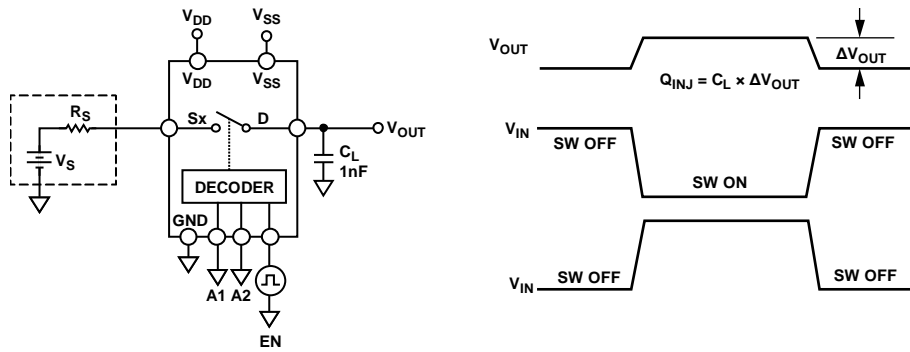 VDD
VSS
VDD
VSS
RS
Sx
D
VOUT
VS
CL
1nF
DECODER
GND
A1
A2
EN
VOUT
ΔVOUT
QINJ = CL × ΔVOUT
VIN
SW OFF
SW OFF
SW ON
VIN
SW OFF
SW OFF